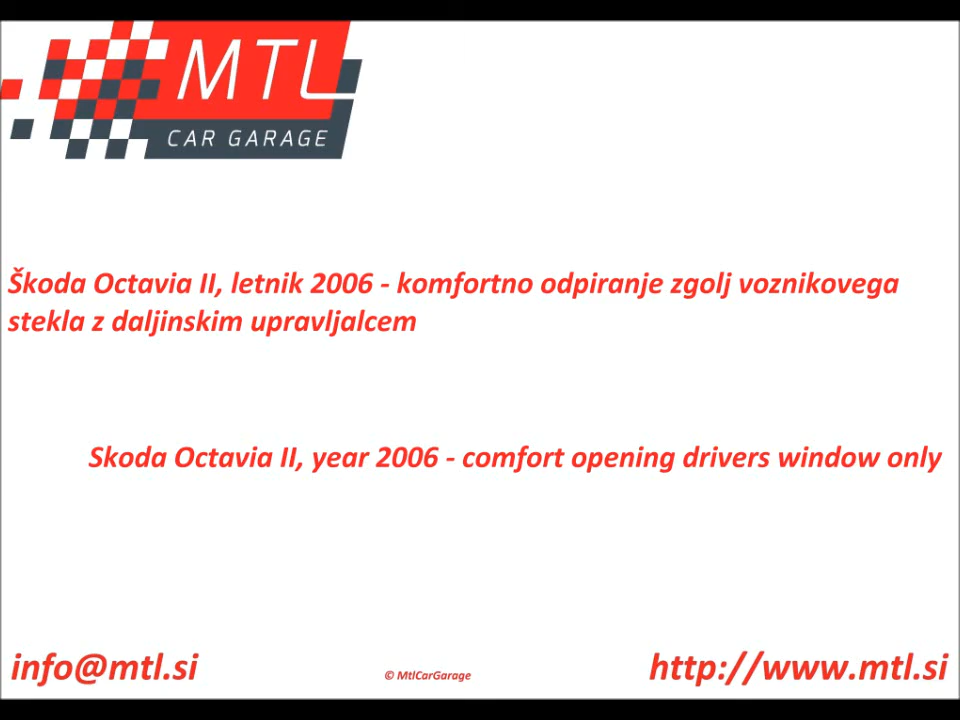 MTL
CAR GARAGE
Škoda Octavia II, letnik 2006 - komfortno odpiranje zgolj voznikovega
stekla z daljinskim upravljalcem
Skoda Octavia II, year 2006 - comfort opening drivers window only
info@mtl.si
© MtlCarGarage
http://www.mtl.si